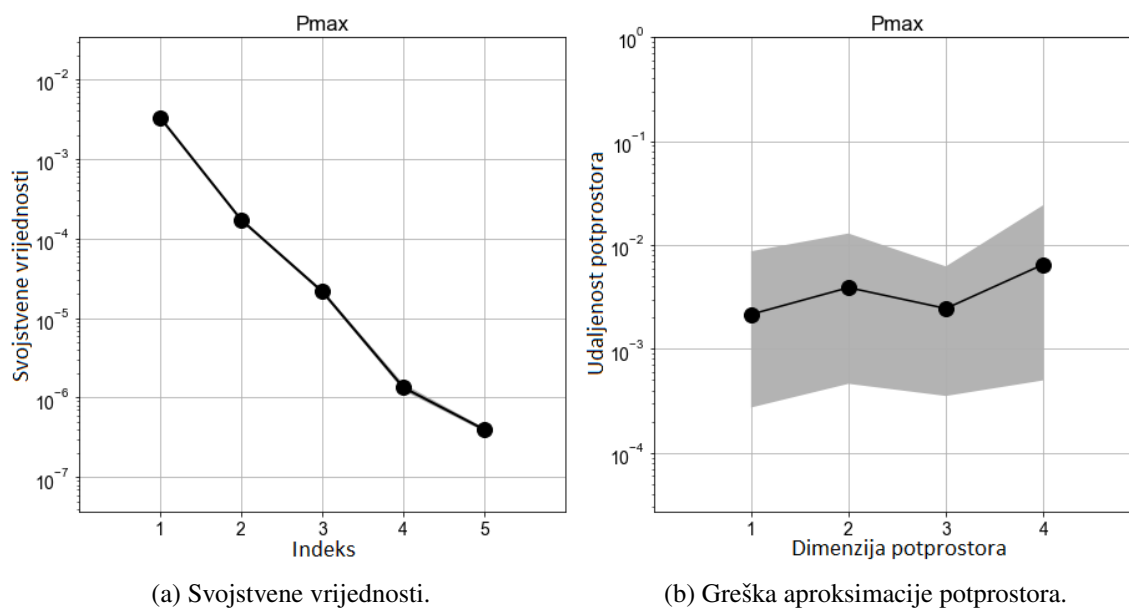 Pmax
10⁻²
10⁻³
10⁻⁴
10⁻⁵
10⁻⁶
10⁻⁷
Svojstvene vrijednosti
1 2 3 4 5
Indeks
(a) Svojstvene vrijednosti.
Pmax
10⁰
10⁻¹
10⁻²
10⁻³
10⁻⁴
Udaljenost potprostora
1 2 3 4
Dimenzija potprostora
(b) Greška aproksimacije potprostora.